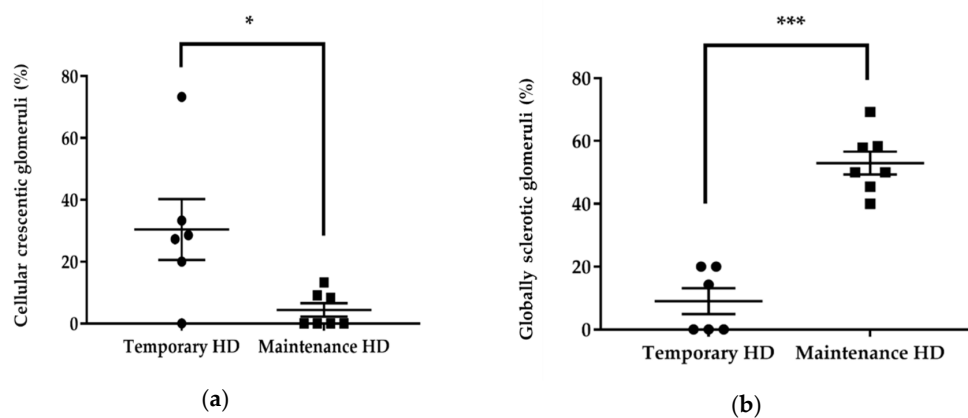 *
80
60
40
20
0
Cellular crescentic glomeruli (%)
Temporary HD
Maintenance HD
(a)
***
80
60
40
20
0
Globally sclerotic glomeruli (%)
Temporary HD
Maintenance HD
(b)